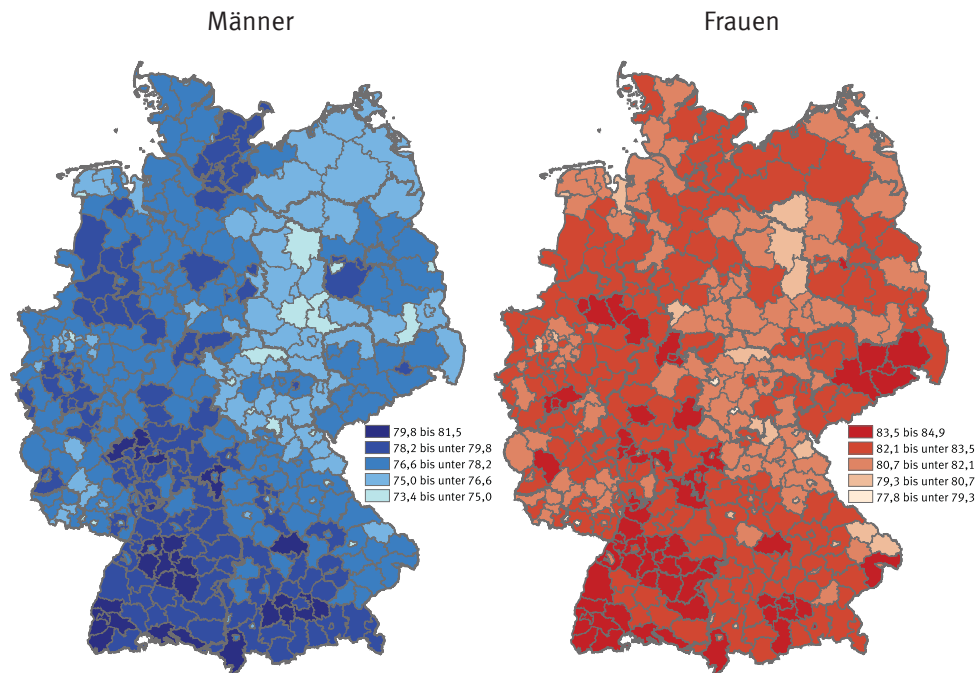 Männer
Frauen
79,8 bis 81,5
78,2 bis unter 79,8
76,6 bis unter 78,2
75,0 bis unter 76,6
73,4 bis unter 75,0
83,5 bis 84,9
82,1 bis unter 83,5
80,7 bis unter 82,1
79,3 bis unter 80,7
77,8 bis unter 79,3